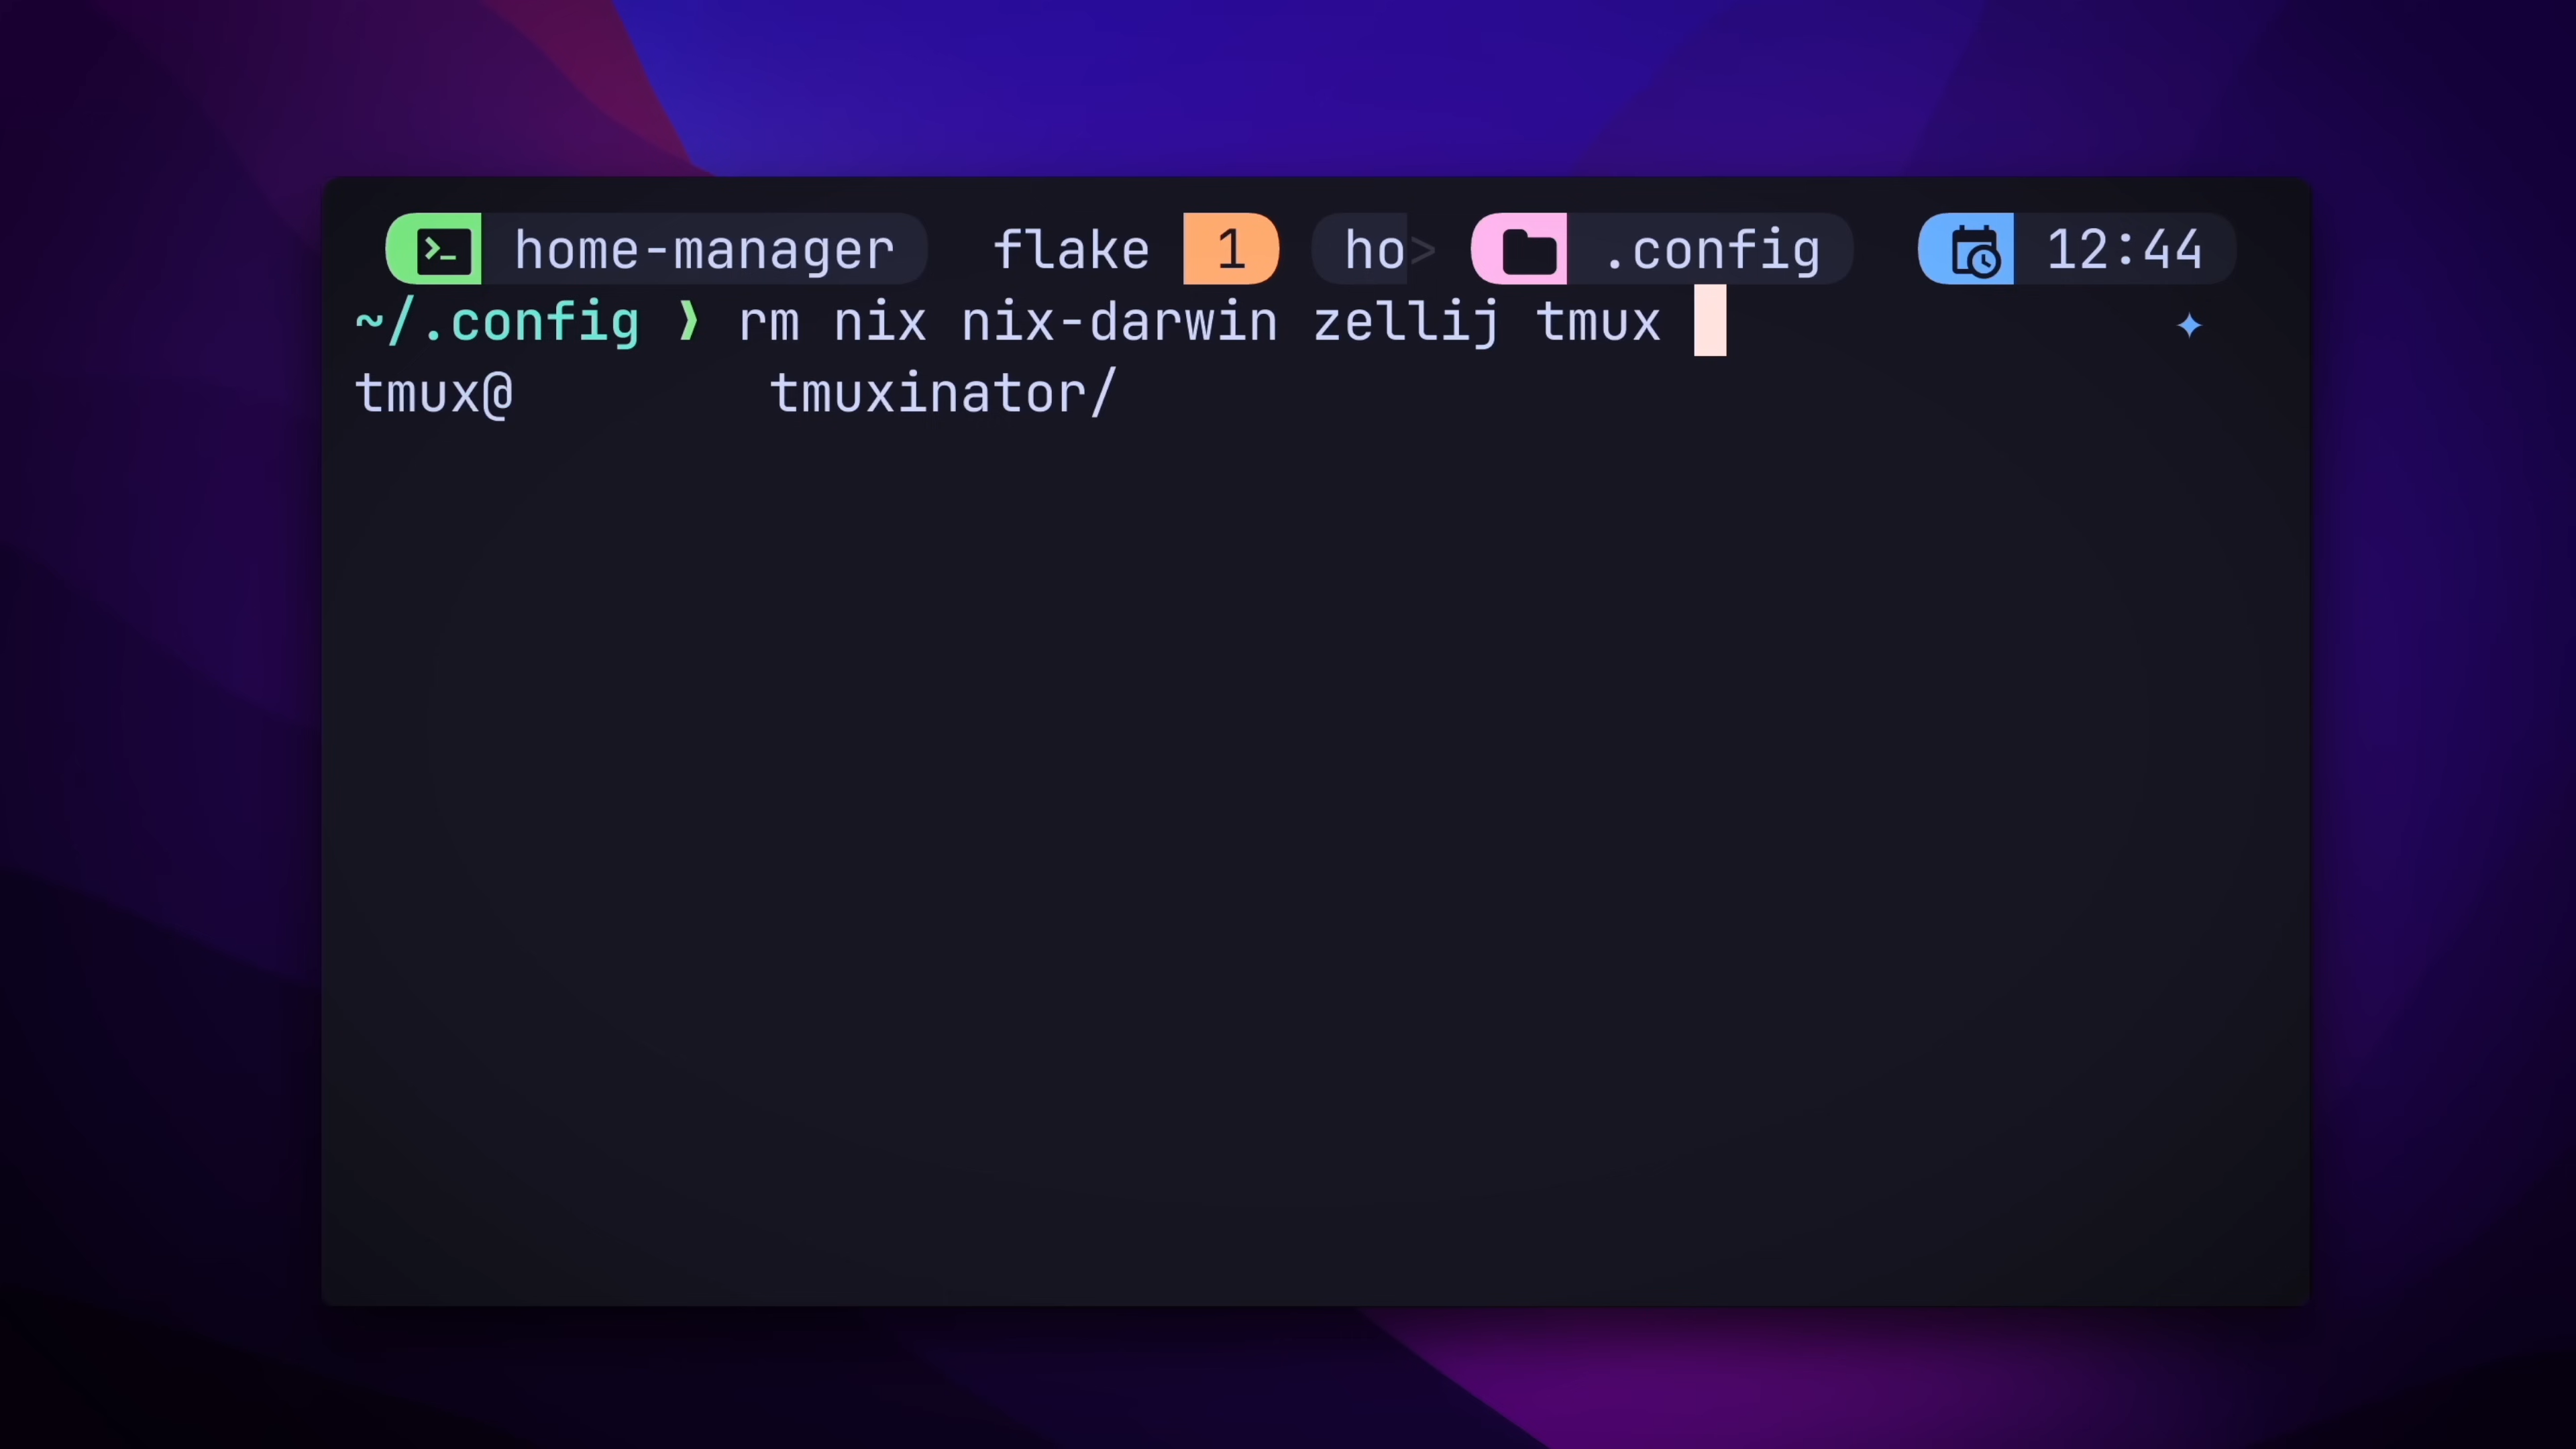 home-manager flake 1 ho> .config 12:44
~/.config ❯ rm nix nix-darwin zellij tmux
tmux@ tmuxinator/